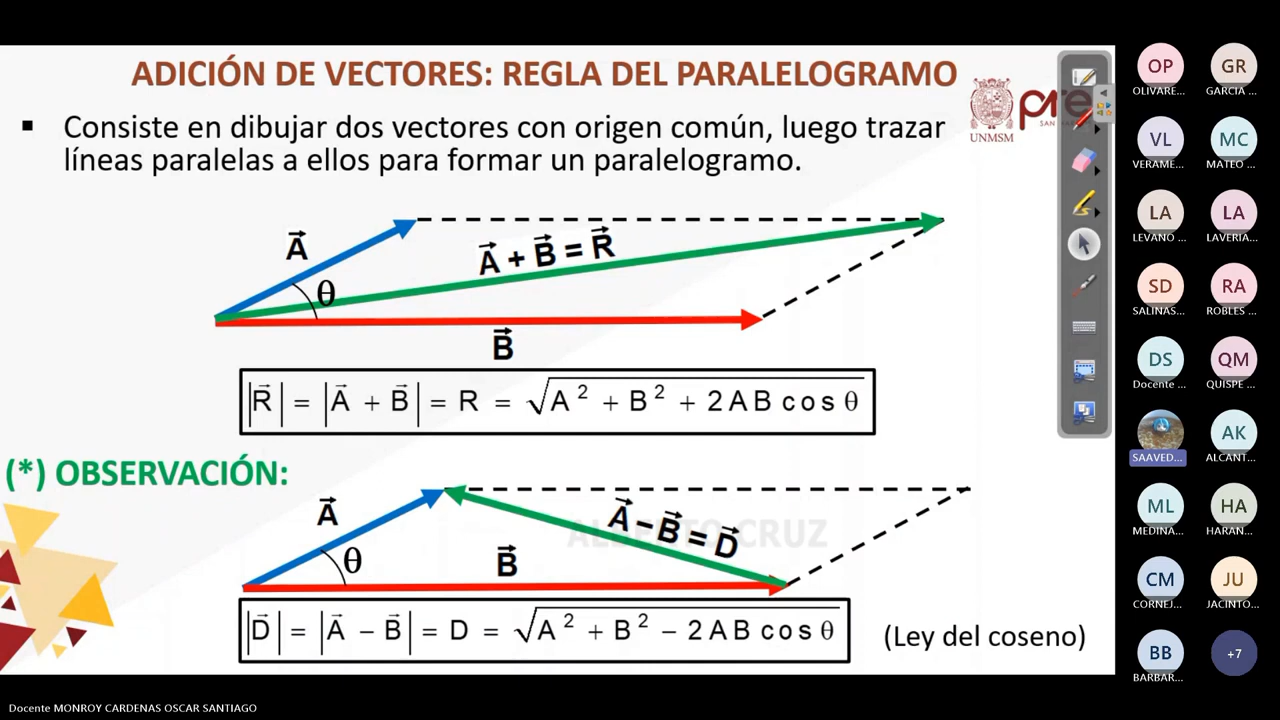 ADICIÓN DE VECTORES: REGLA DEL PARALELOGRAMO
UNMSM
pre
▪ Consiste en dibujar dos vectores con origen común, luego trazar
líneas paralelas a ellos para formar un paralelogramo.
A⃗
A⃗ + B⃗ = R⃗
θ
B⃗
|R⃗| = |A⃗ + B⃗| = R = √(A² + B² + 2AB cos θ)
(*) OBSERVACIÓN:
A⃗
A⃗ − B⃗ = D⃗
θ
B⃗
|D⃗| = |A⃗ − B⃗| = D = √(A² + B² − 2AB cos θ)
(Ley del coseno)
OP GR
OLIVARE... GARCIA ...
VL MC
VERAME... MATEO ...
LA LA
LEVANO ... LAVERIA...
SD RA
SALINAS... ROBLES ...
DS QM
Docente ... QUISPE ...
AK
SAAVED... ALCANT...
ML HA
MEDINA... HARAN...
CM JU
CORNEJ... JACINTO...
BB +7
BARBAR...
Docente MONROY CARDENAS OSCAR SANTIAGO